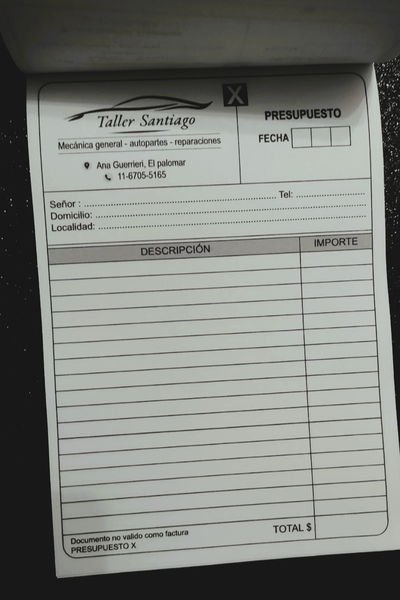 Taller Santiago
Mecánica general - autopartes - reparaciones
Ana Guerrieri, El palomar
11-6705-5165
X
PRESUPUESTO
FECHA
Señor : Tel:
Domicilio:
Localidad:
DESCRIPCIÓN IMPORTE
Documento no valido como factura
PRESUPUESTO X
TOTAL $